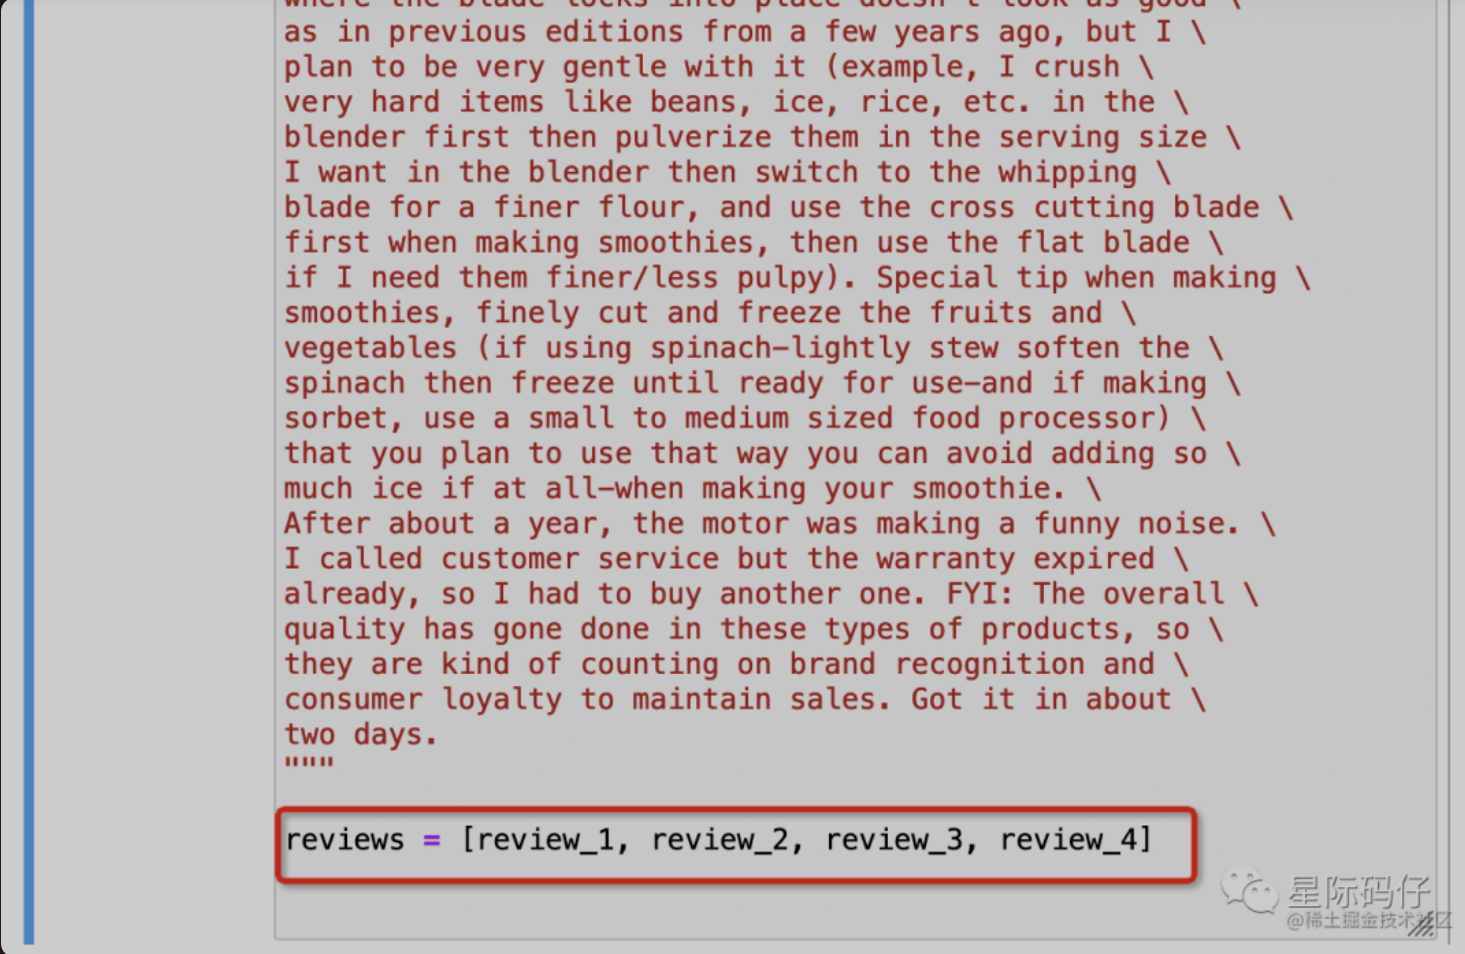 where the blade locks into place doesn't look as good \
as in previous editions from a few years ago, but I \
plan to be very gentle with it (example, I crush \
very hard items like beans, ice, rice, etc. in the \
blender first then pulverize them in the serving size \
I want in the blender then switch to the whipping \
blade for a finer flour, and use the cross cutting blade \
first when making smoothies, then use the flat blade \
if I need them finer/less pulpy). Special tip when making \
smoothies, finely cut and freeze the fruits and \
vegetables (if using spinach-lightly stew soften the \
spinach then freeze until ready for use-and if making \
sorbet, use a small to medium sized food processor) \
that you plan to use that way you can avoid adding so \
much ice if at all-when making your smoothie. \
After about a year, the motor was making a funny noise. \
I called customer service but the warranty expired \
already, so I had to buy another one. FYI: The overall \
quality has gone done in these types of products, so \
they are kind of counting on brand recognition and \
consumer loyalty to maintain sales. Got it in about \
two days.
"""
reviews = [review_1, review_2, review_3, review_4]
星际码仔
@稀土掘金技术社区